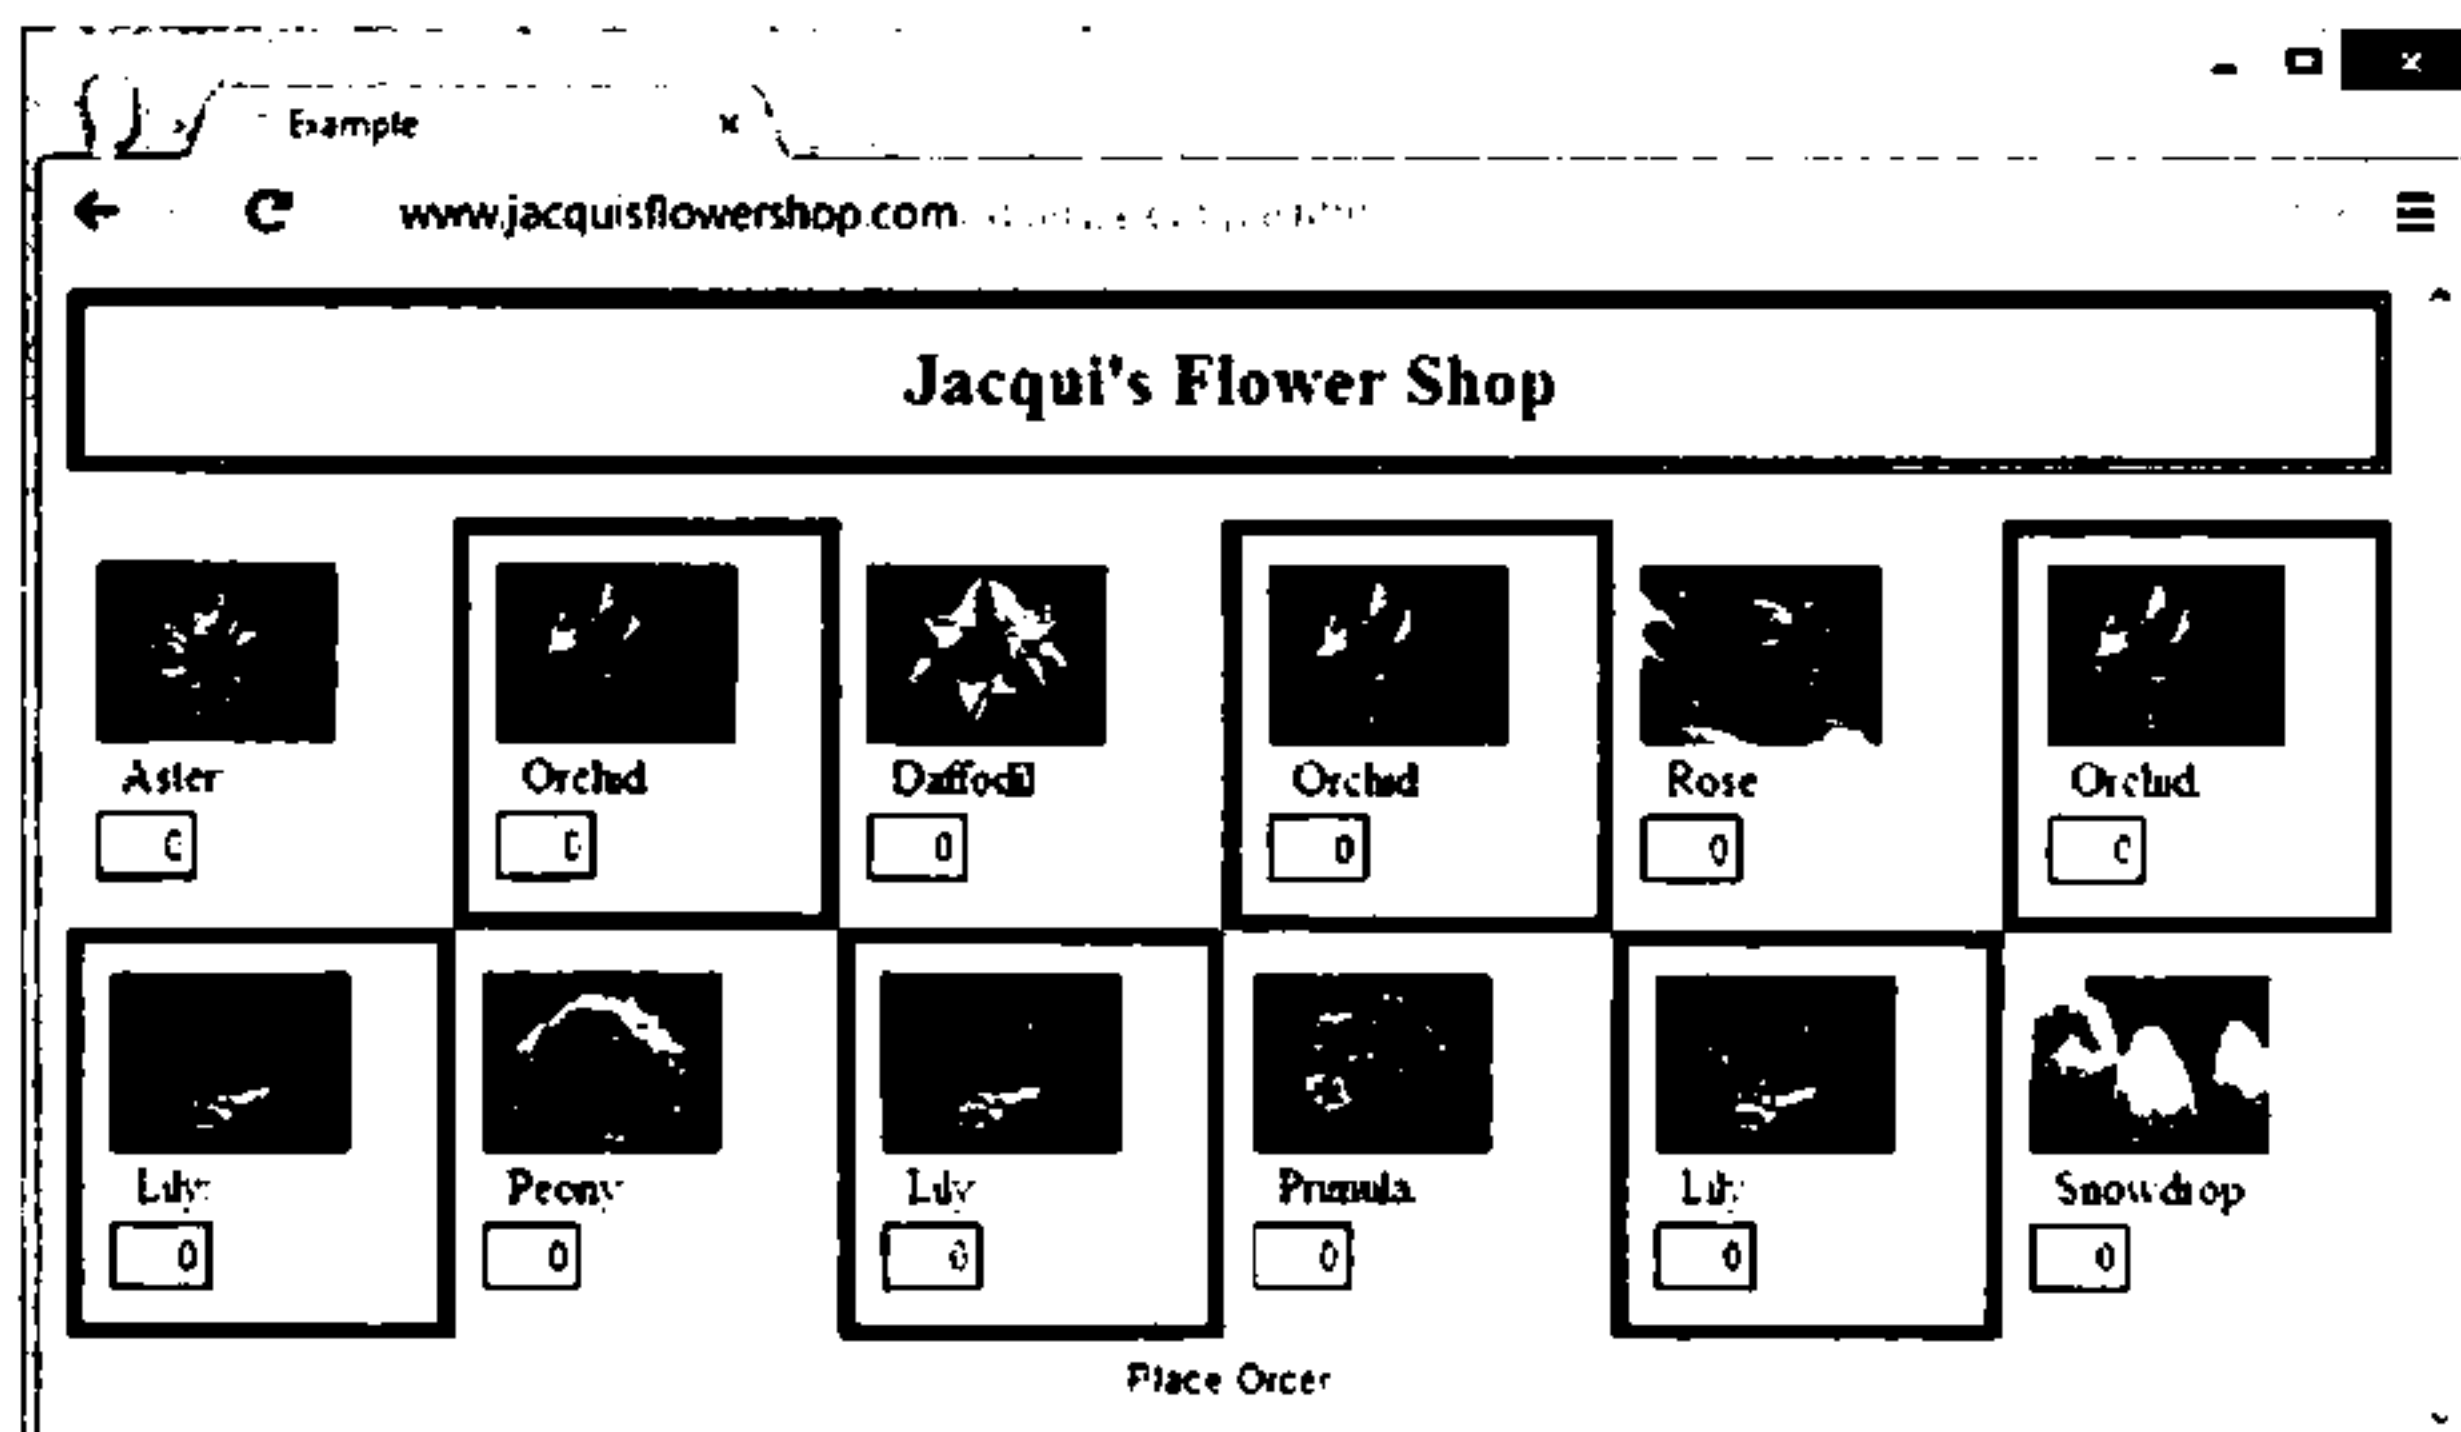 Example
www.jacquisflowershop.com
Jacqui's Flower Shop
Aster Orchid Daffodil Orchid Rose Orchid
0 0 0 0 0 0
Lily Peony Lily Primula Lily Snowdrop
0 0 0 0 0 0
Place Order